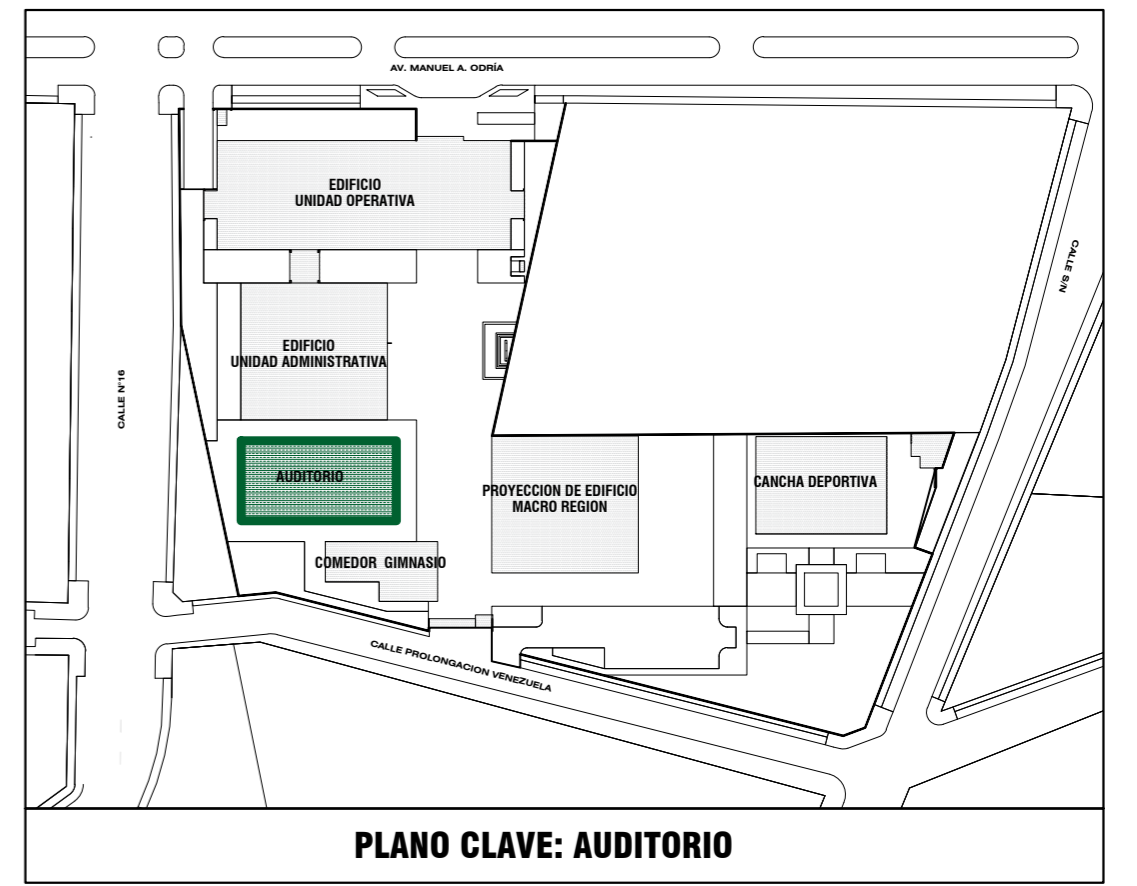 AV. MANUEL A. ODRÍA
EDIFICIO
UNIDAD OPERATIVA
CALLE S/N
EDIFICIO
UNIDAD ADMINISTRATIVA
CALLE N°16
AUDITORIO
PROYECCION DE EDIFICIO
MACRO REGION
CANCHA DEPORTIVA
COMEDOR GIMNASIO
CALLE PROLONGACION VENEZUELA
PLANO CLAVE: AUDITORIO